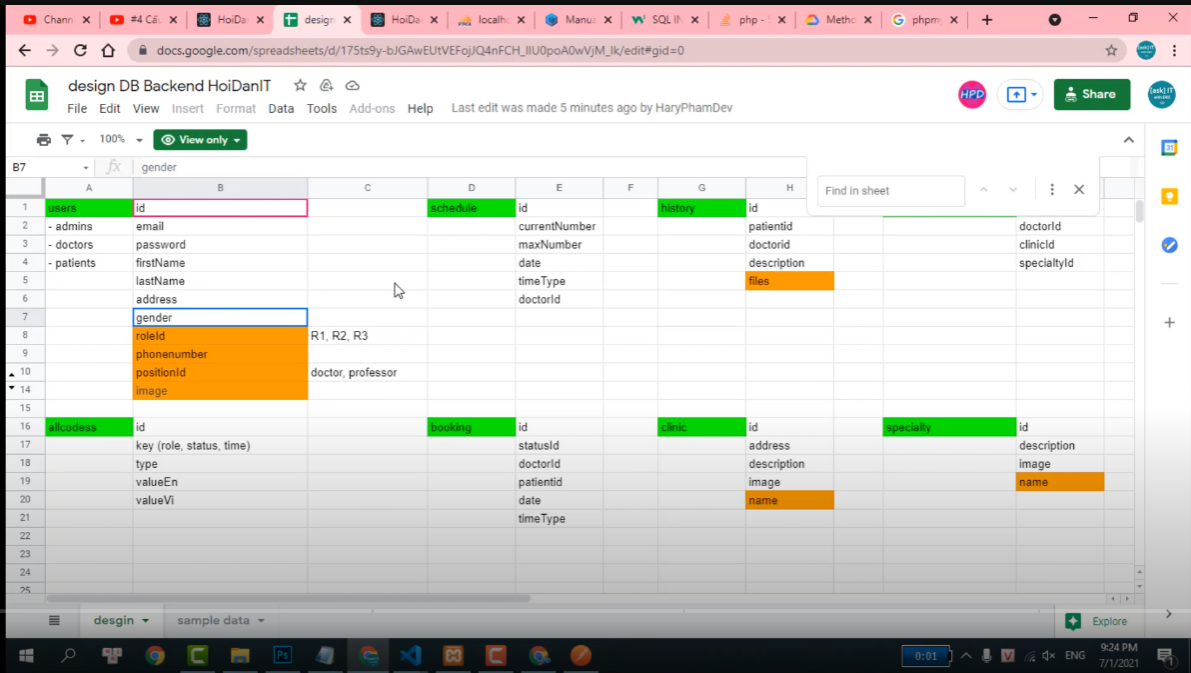 Chann
#4 Cấu
HoiDa
design
HoiDa
localh
Manua
SQL IN
php -
Metho
phpm
docs.google.com/spreadsheets/d/175ts9y-bJGAwEUtVEFojJQ4nFCH_IlU0poA0wVjM_Ik/edit#gid=0
design DB Backend HoiDanIT
File Edit View Insert Format Data Tools Add-ons Help Last edit was made 5 minutes ago by HaryPhamDev
HPD
Share
100% View only
B7 fx gender
Find in sheet
A B C D E F G H
1 users id schedule id history id
2 - admins email currentNumber patientid doctorId
3 - doctors password maxNumber doctorid clinicId
4 - patients firstName date description specialtyId
5 lastName timeType files
6 address doctorId
7 gender
8 roleId R1, R2, R3
9 phonenumber
10 positionId doctor, professor
14 image
15
16 allcodess id booking id clinic id specialty id
17 key (role, status, time) statusId address description
18 type doctorId description image
19 valueEn patientid image name
20 valueVi date name
21 timeType
22
23
24
25
desgin sample data Explore
0:01 ENG 9:24 PM
7/1/2021